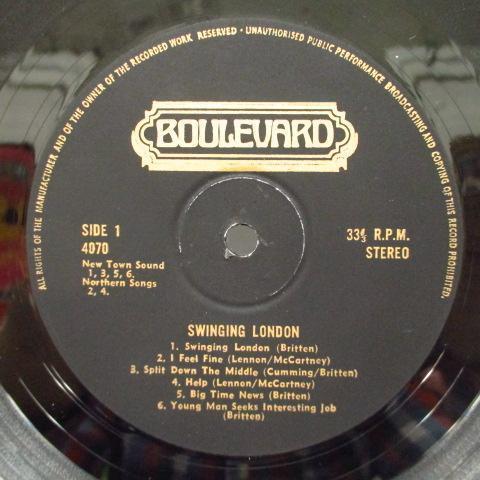 ALL RIGHTS OF THE MANUFACTURER AND OF THE OWNER OF THE RECORDED WORK RESERVED · UNAUTHORISED PUBLIC PERFORMANCE BROADCASTING AND COPYING OF THIS RECORD PROHIBITED.
BOULEVARD
SIDE 1
4070
New Town Sound
1, 3, 5, 6.
Northern Songs
2, 4.
33⅓ R.P.M.
STEREO
SWINGING LONDON
1. Swinging London (Britten)
2. I Feel Fine (Lennon/McCartney)
3. Split Down The Middle (Cumming/Britten)
4. Help (Lennon/McCartney)
5. Big Time News (Britten)
6. Young Man Seeks Interesting Job
(Britten)